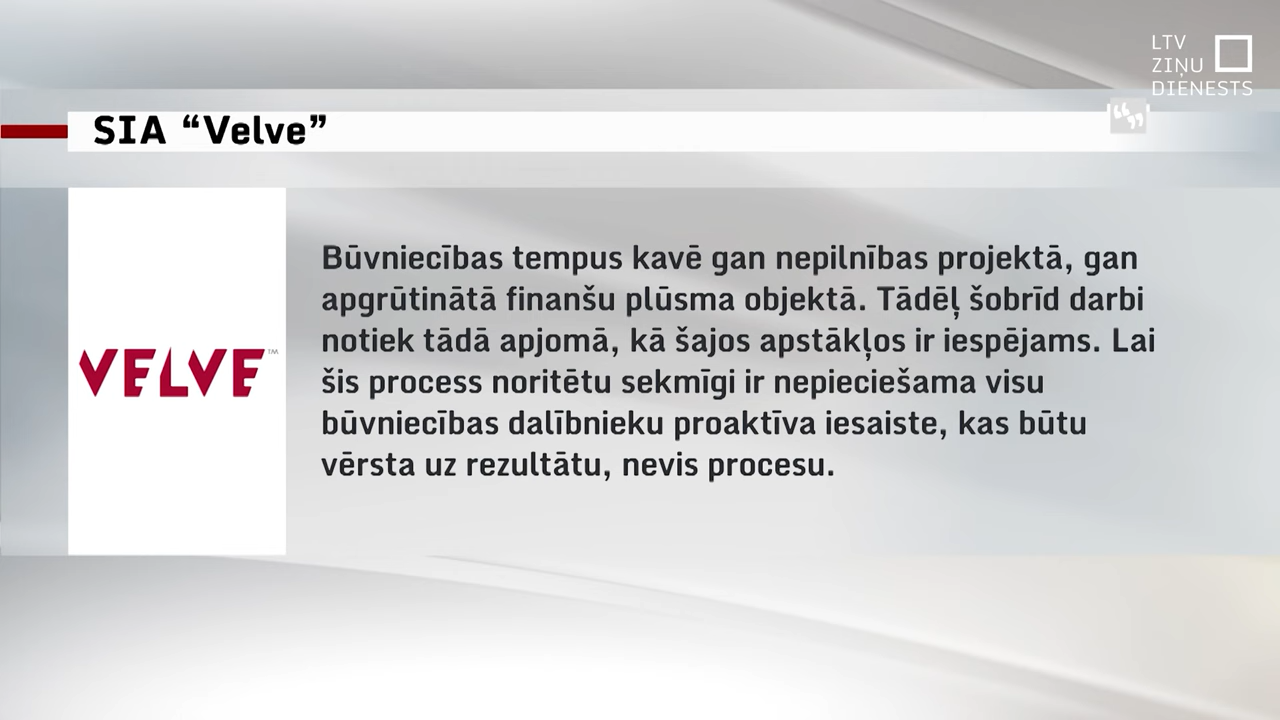 LTV
ZIŅU
DIENESTS
SIA “Velve”
VELVE™
Būvniecības tempus kavē gan nepilnības projektā, gan
apgrūtinātā finanšu plūsma objektā. Tādēļ šobrīd darbi
notiek tādā apjomā, kā šajos apstākļos ir iespējams. Lai
šis process noritētu sekmīgi ir nepieciešama visu
būvniecības dalībnieku proaktīva iesaiste, kas būtu
vērsta uz rezultātu, nevis procesu.